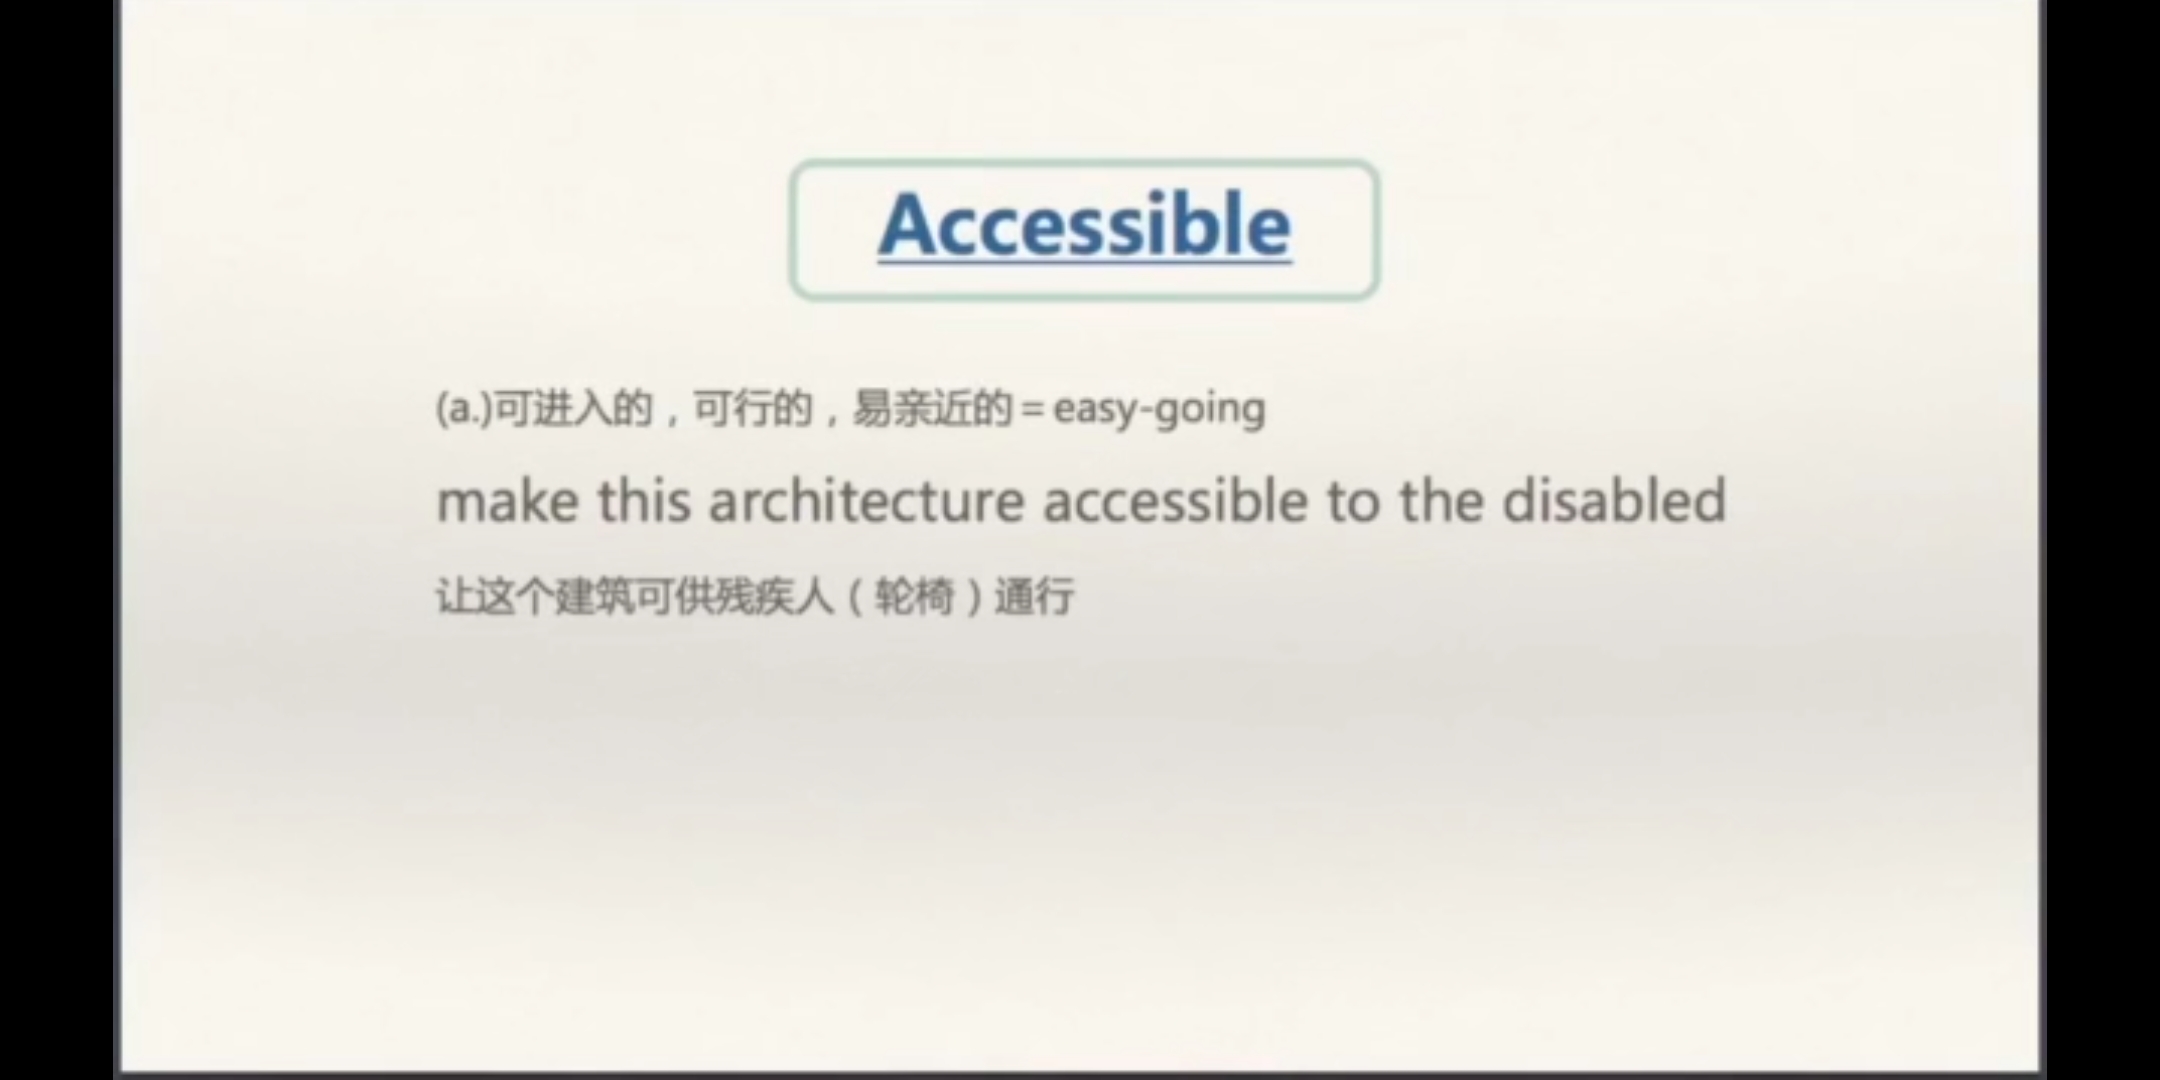 Accessible
(a.)可进入的，可行的，易亲近的＝easy-going
make this architecture accessible to the disabled
让这个建筑可供残疾人（轮椅）通行